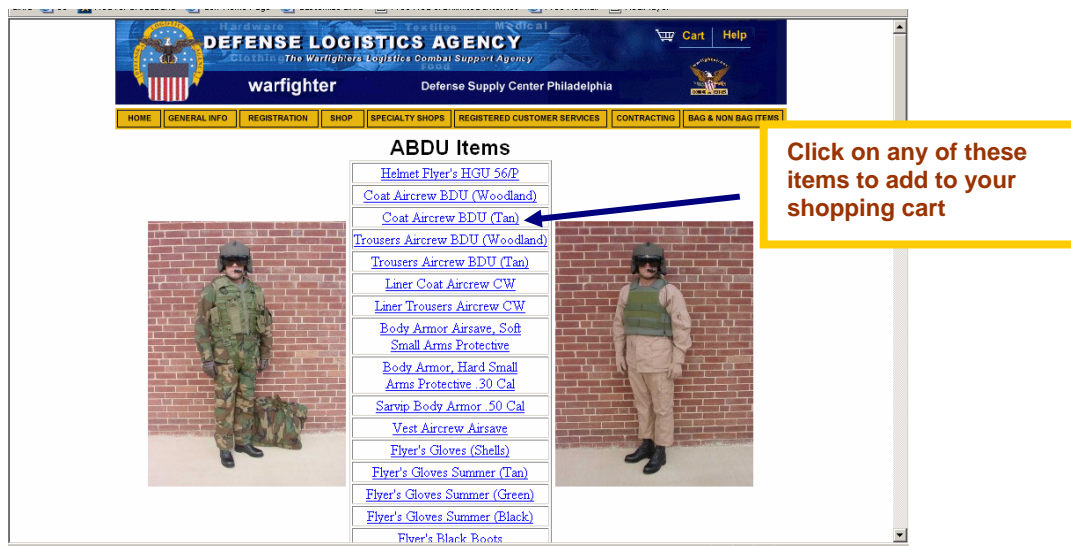 Hardware Textiles Medical
DEFENSE LOGISTICS AGENCY
Clothing The Warfighters Logistics Combat Support Agency
Food
Cart Help
warfighter Defense Supply Center Philadelphia
HOME GENERAL INFO REGISTRATION SHOP SPECIALTY SHOPS REGISTERED CUSTOMER SERVICES CONTRACTING BAG & NON BAG ITEMS
ABDU Items
Helmet Flyer's HGU 56/P
Coat Aircrew BDU (Woodland)
Coat Aircrew BDU (Tan)
Trousers Aircrew BDU (Woodland)
Trousers Aircrew BDU (Tan)
Liner Coat Aircrew CW
Liner Trousers Aircrew CW
Body Armor Airsave, Soft
Small Arms Protective
Body Armor, Hard Small
Arms Protective .30 Cal
Sarvip Body Armor .50 Cal
Vest Aircrew Airsave
Flyer's Gloves (Shells)
Flyer's Gloves Summer (Tan)
Flyer's Gloves Summer (Green)
Flyer's Gloves Summer (Black)
Flyer's Black Boots
Click on any of these
items to add to your
shopping cart